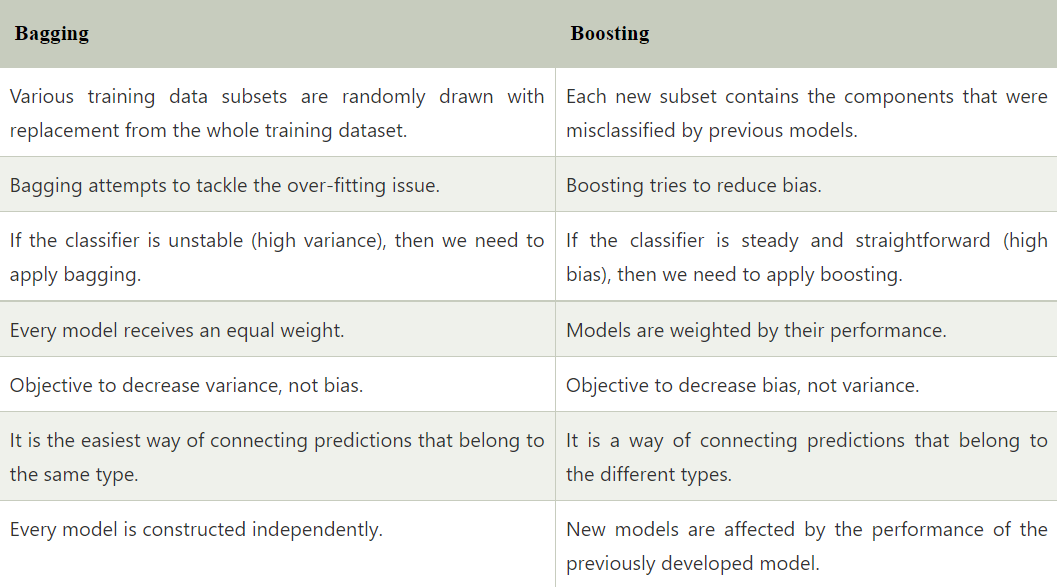 Bagging
Boosting
Various training data subsets are randomly drawn with
replacement from the whole training dataset.
Each new subset contains the components that were
misclassified by previous models.
Bagging attempts to tackle the over-fitting issue.
Boosting tries to reduce bias.
If the classifier is unstable (high variance), then we need to
apply bagging.
If the classifier is steady and straightforward (high
bias), then we need to apply boosting.
Every model receives an equal weight.
Models are weighted by their performance.
Objective to decrease variance, not bias.
Objective to decrease bias, not variance.
It is the easiest way of connecting predictions that belong to
the same type.
It is a way of connecting predictions that belong to
the different types.
Every model is constructed independently.
New models are affected by the performance of the
previously developed model.